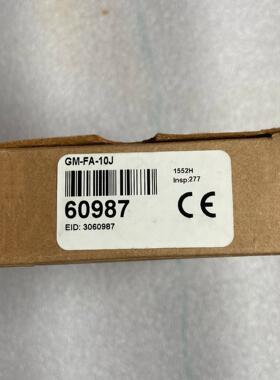 GM-FA-10J
1552H
Insp:277
60987
CE
EID: 3060987